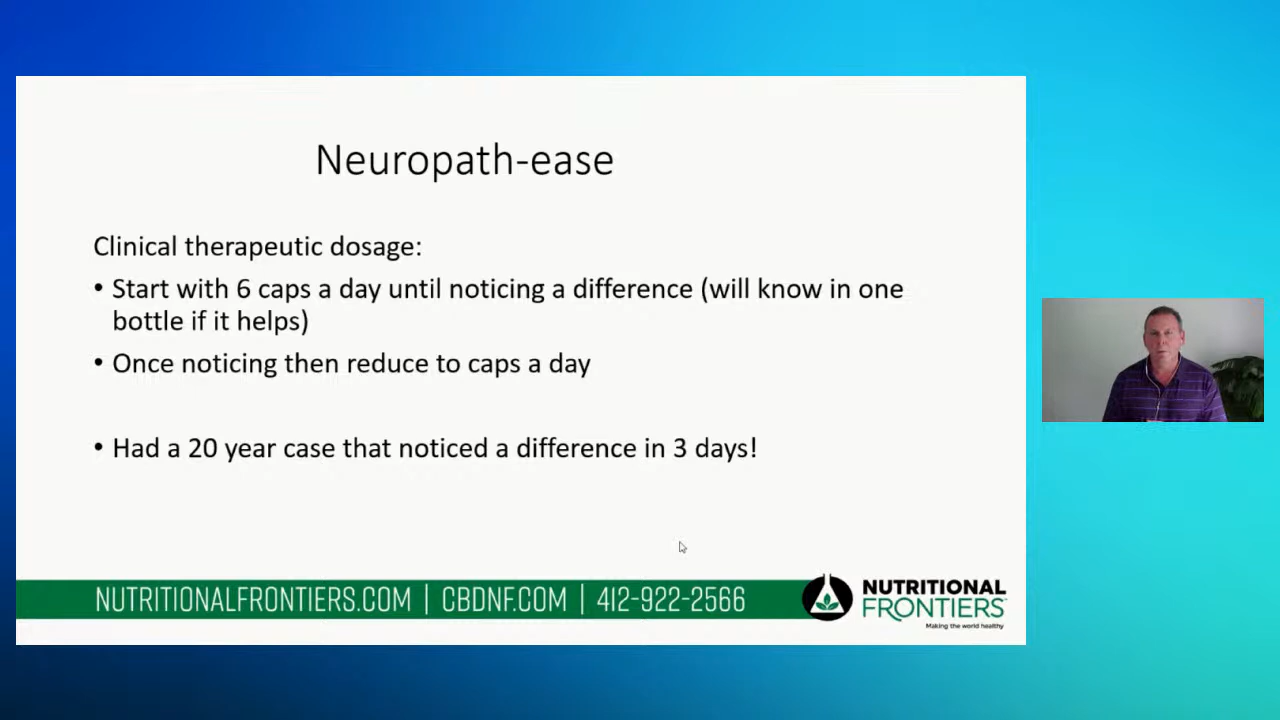 Neuropath-ease
Clinical therapeutic dosage:
• Start with 6 caps a day until noticing a difference (will know in one
bottle if it helps)
• Once noticing then reduce to caps a day
• Had a 20 year case that noticed a difference in 3 days!
NUTRITIONALFRONTIERS.COM | CBDNF.COM | 412-922-2566
NUTRITIONAL
FRONTIERS
Making the world healthy